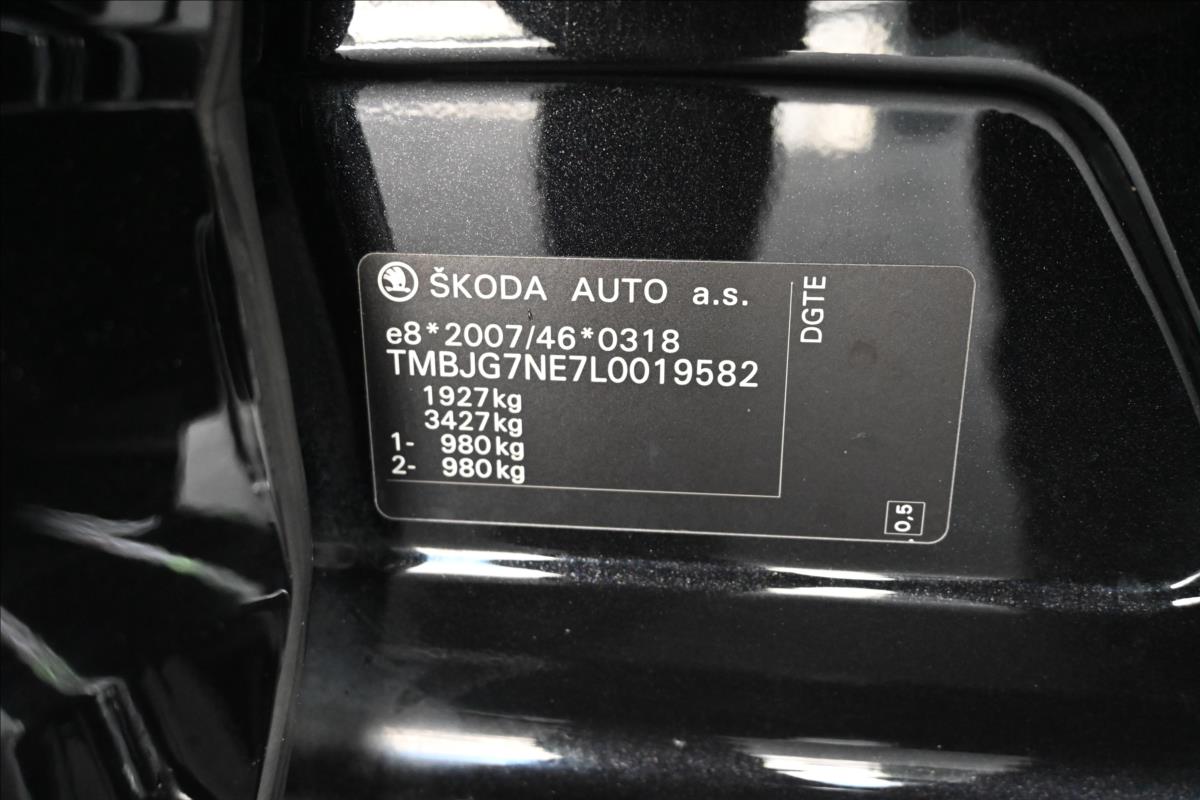 ŠKODA AUTO a.s.
e8*2007/46*0318
TMBJG7NE7L0019582
1927kg
3427kg
1- 980kg
2- 980kg
DGTE
0,5